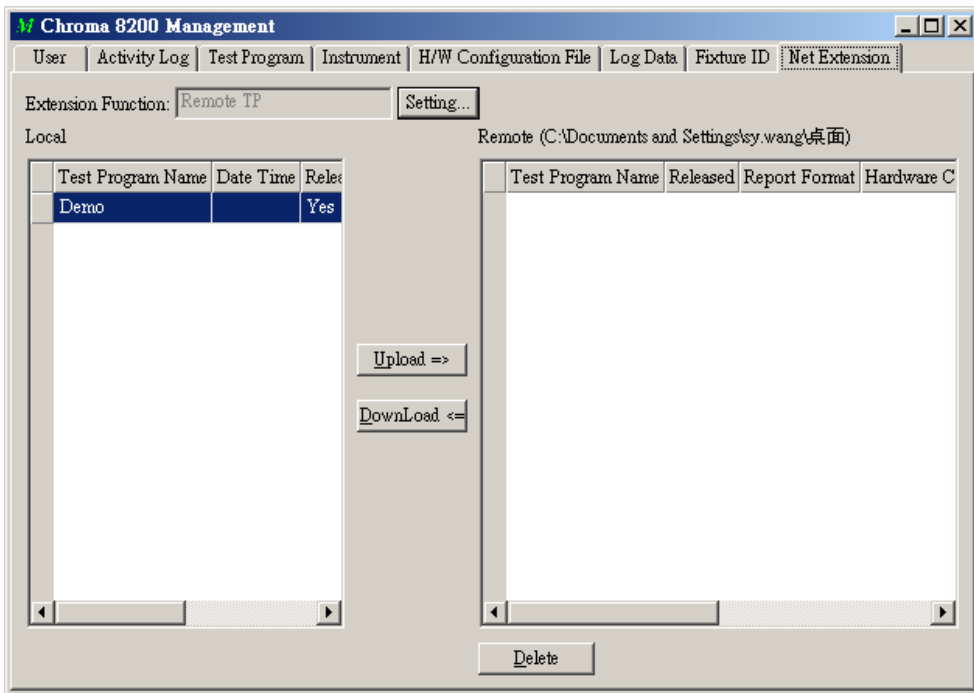 M Chroma 8200 Management
User Activity Log Test Program Instrument H/W Configuration File Log Data Fixture ID Net Extension
Extension Function: Remote TP Setting...
Local Remote (C:\Documents and Settings\sy.wang\桌面)
Test Program Name Date Time Relea Test Program Name Released Report Format Hardware C
Demo Yes
Upload =>
DownLoad <=
Delete